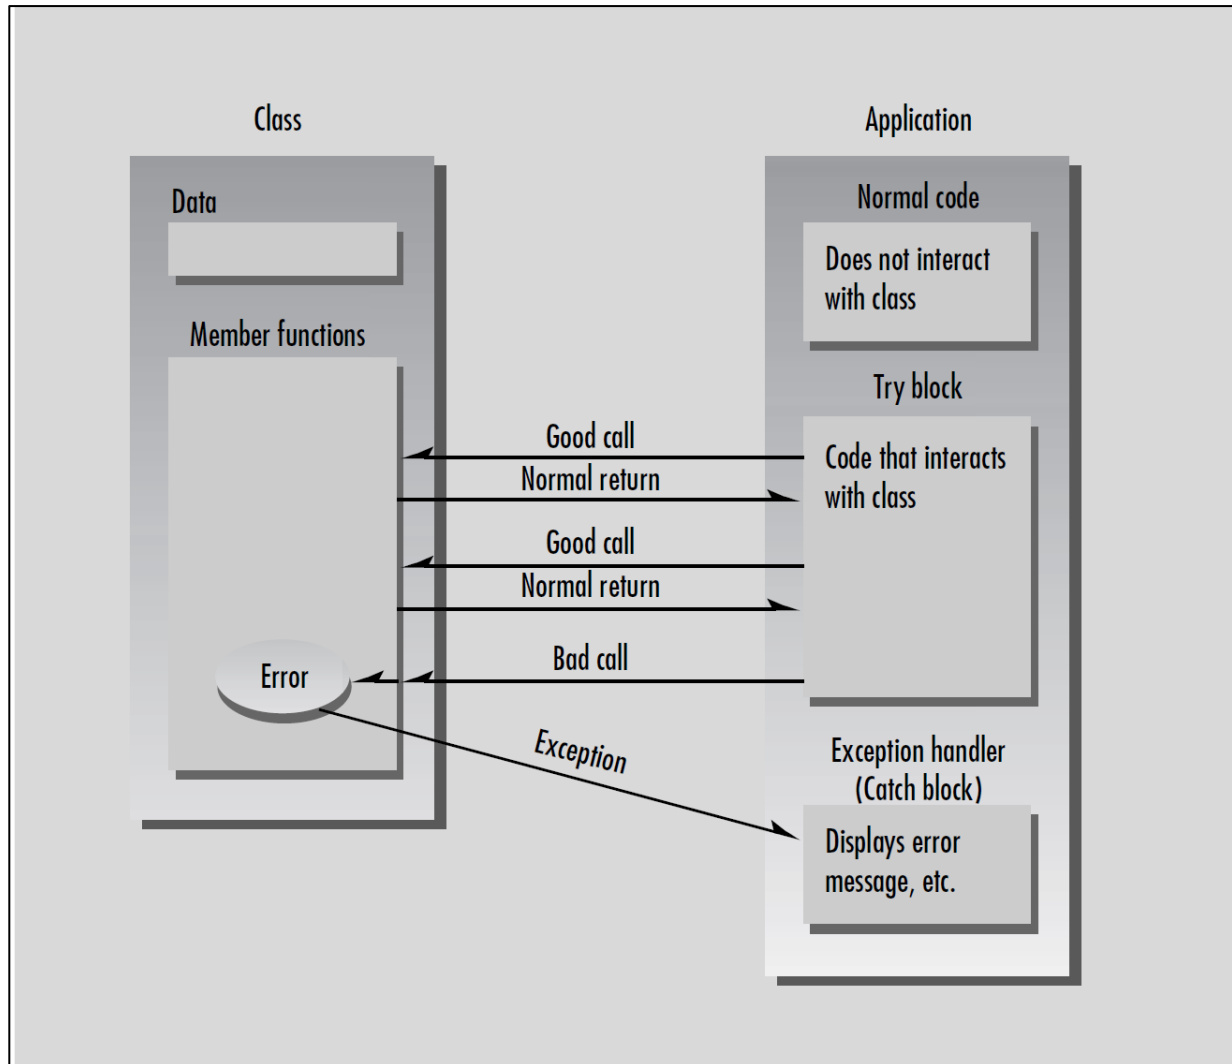 Class
Data
Member functions
Error
Good call
Normal return
Good call
Normal return
Bad call
Exception
Application
Normal code
Does not interact
with class
Try block
Code that interacts
with class
Exception handler
(Catch block)
Displays error
message, etc.